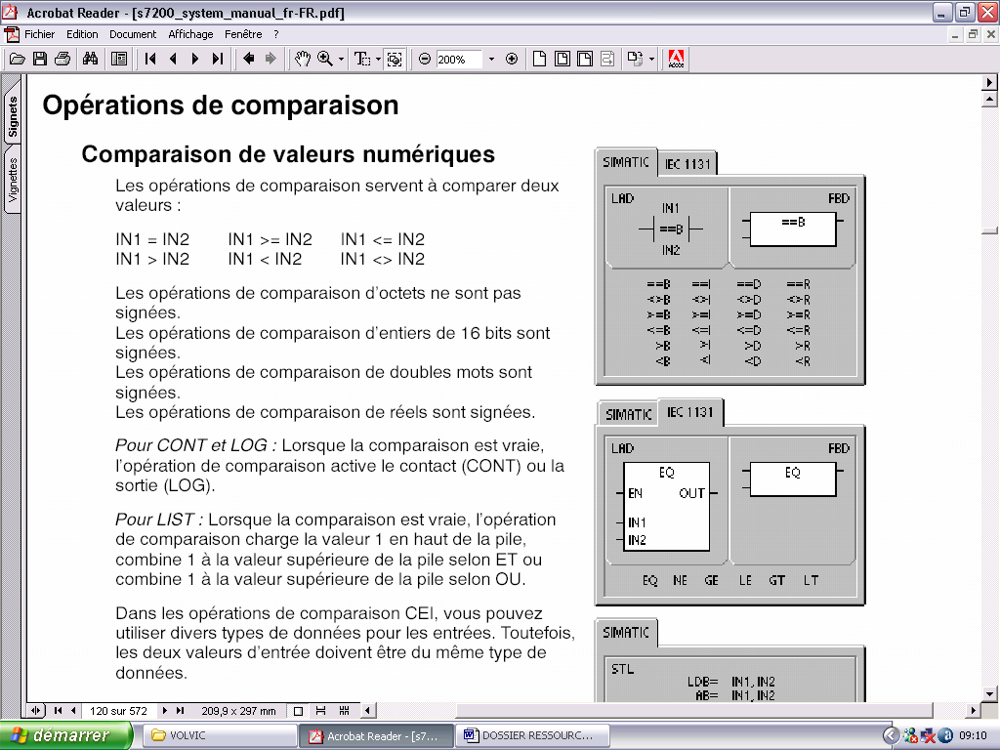 Acrobat Reader - [s7200_system_manual_fr-FR.pdf]
Fichier Edition Document Affichage Fenêtre ?
200%
Adobe
Signets
Vignettes
Opérations de comparaison
Comparaison de valeurs numériques
Les opérations de comparaison servent à comparer deux
valeurs :
IN1 = IN2 IN1 >= IN2 IN1 <= IN2
IN1 > IN2 IN1 < IN2 IN1 <> IN2
Les opérations de comparaison d'octets ne sont pas
signées.
Les opérations de comparaison d'entiers de 16 bits sont
signées.
Les opérations de comparaison de doubles mots sont
signées.
Les opérations de comparaison de réels sont signées.
Pour CONT et LOG : Lorsque la comparaison est vraie,
l'opération de comparaison active le contact (CONT) ou la
sortie (LOG).
Pour LIST : Lorsque la comparaison est vraie, l'opération
de comparaison charge la valeur 1 en haut de la pile,
combine 1 à la valeur supérieure de la pile selon ET ou
combine 1 à la valeur supérieure de la pile selon OU.
Dans les opérations de comparaison CEI, vous pouvez
utiliser divers types de données pour les entrées. Toutefois,
les deux valeurs d'entrée doivent être du même type de
données.
SIMATIC IEC 1131
LAD FBD
IN1
==B
IN2
==B
==B ==I ==D ==R
<>B <>I <>D <>R
>=B >=I >=D >=R
<=B <=I <=D <=R
>B >I >D >R
<B <I <D <R
SIMATIC IEC 1131
LAD FBD
EQ
EN OUT
IN1
IN2
EQ
EQ NE GE LE GT LT
SIMATIC
STL
LDB= IN1,IN2
AB= IN1,IN2
120 sur 572
209,9 x 297 mm
démarrer
VOLVIC
Acrobat Reader - [s7...
DOSSIER RESSOURC...
09:10